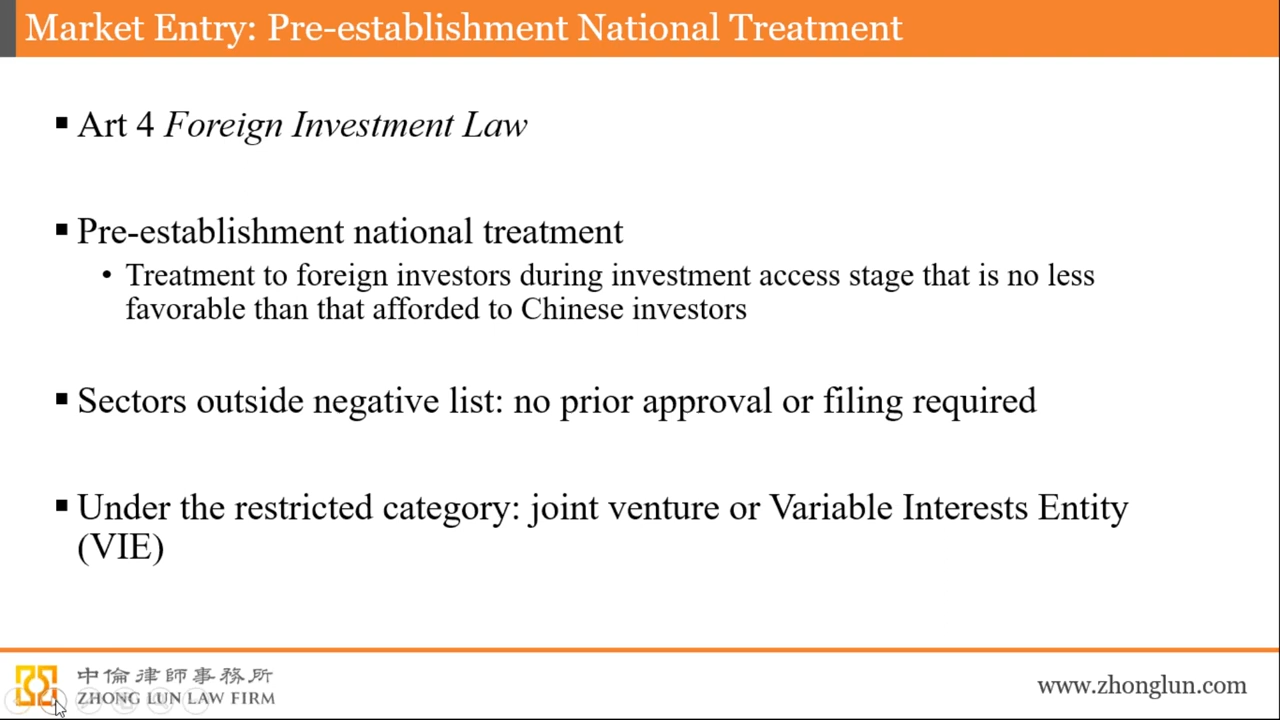 Market Entry: Pre-establishment National Treatment
▪ Art 4 Foreign Investment Law
▪ Pre-establishment national treatment
• Treatment to foreign investors during investment access stage that is no less
favorable than that afforded to Chinese investors
▪ Sectors outside negative list: no prior approval or filing required
▪ Under the restricted category: joint venture or Variable Interests Entity
(VIE)
中倫律師事務所
ZHONG LUN LAW FIRM
www.zhonglun.com